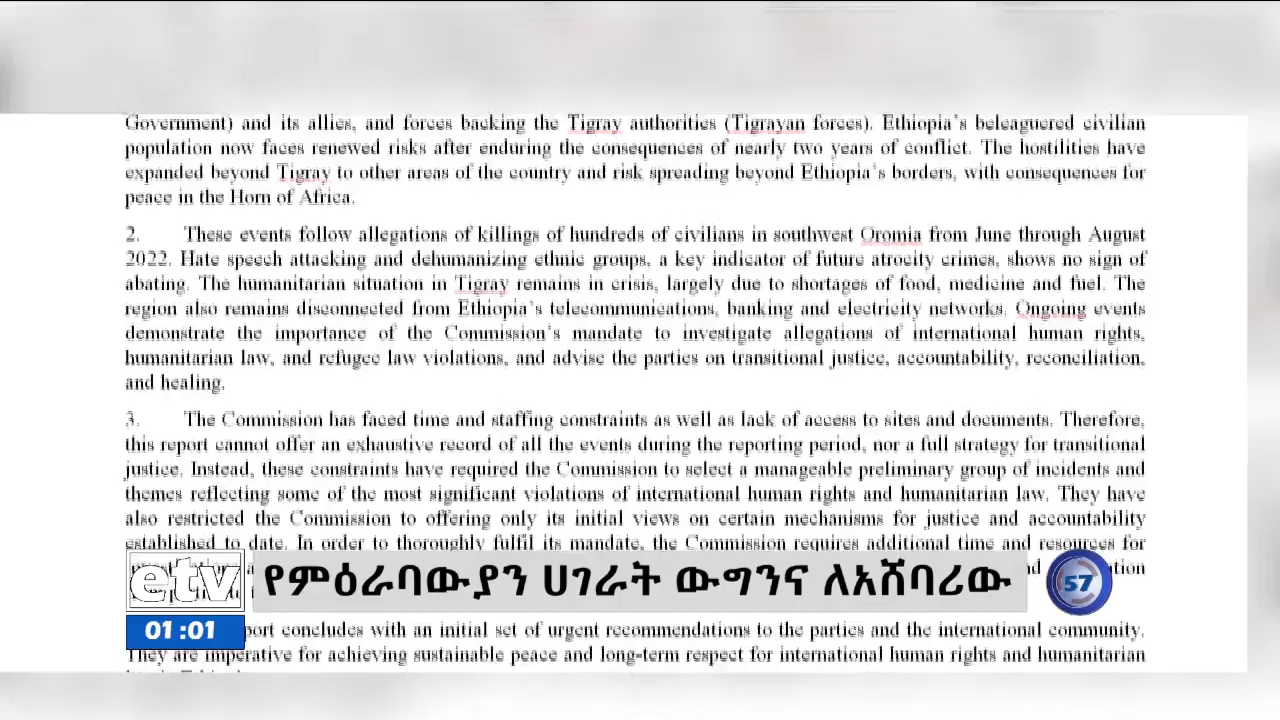 Government) and its allies, and forces backing the Tigray authorities (Tigrayan forces). Ethiopia's beleaguered civilian
population now faces renewed risks after enduring the consequences of nearly two years of conflict. The hostilities have
expanded beyond Tigray to other areas of the country and risk spreading beyond Ethiopia's borders, with consequences for
peace in the Horn of Africa.
2. These events follow allegations of killings of hundreds of civilians in southwest Oromia from June through August
2022. Hate speech attacking and dehumanizing ethnic groups, a key indicator of future atrocity crimes, shows no sign of
abating. The humanitarian situation in Tigray remains in crisis, largely due to shortages of food, medicine and fuel. The
region also remains disconnected from Ethiopia's telecommunications, banking and electricity networks. Ongoing events
demonstrate the importance of the Commission's mandate to investigate allegations of international human rights,
humanitarian law, and refugee law violations, and advise the parties on transitional justice, accountability, reconciliation,
and healing.
3. The Commission has faced time and staffing constraints as well as lack of access to sites and documents. Therefore,
this report cannot offer an exhaustive record of all the events during the reporting period, nor a full strategy for transitional
justice. Instead, these constraints have required the Commission to select a manageable preliminary group of incidents and
themes reflecting some of the most significant violations of international human rights and humanitarian law. They have
also restricted the Commission to offering only its initial views on certain mechanisms for justice and accountability
established to date. In order to thoroughly fulfil its mandate, the Commission requires additional time and resources for
etv የምዕራባውያን ሀገራት ውግንና ለአሸባሪው 57
01:01
port concludes with an initial set of urgent recommendations to the parties and the international community.
They are imperative for achieving sustainable peace and long-term respect for international human rights and humanitarian